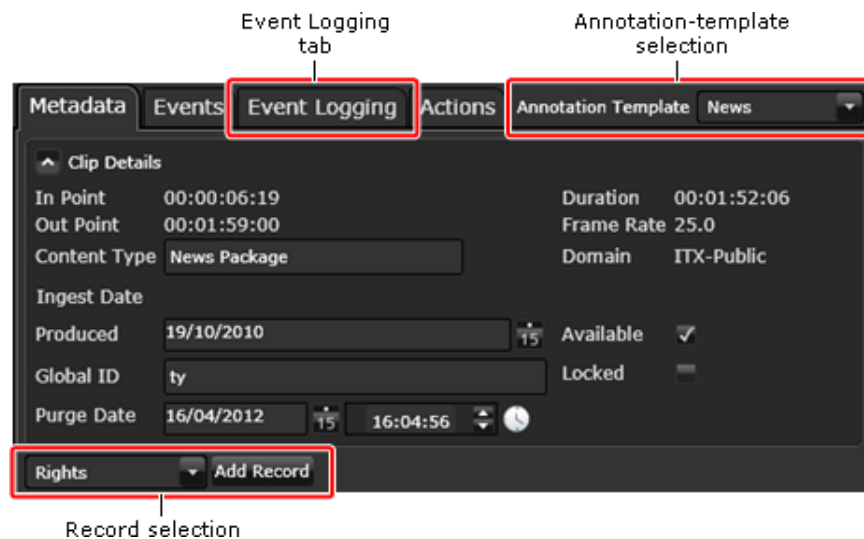 Event Logging
tab
Annotation-template
selection
Metadata Events Event Logging Actions Annotation Template News
Clip Details
In Point 00:00:06:19 Duration 00:01:52:06
Out Point 00:01:59:00 Frame Rate 25.0
Content Type News Package Domain ITX-Public
Ingest Date
Produced 19/10/2010 15 Available
Global ID ty Locked
Purge Date 16/04/2012 15 16:04:56
Rights Add Record
Record selection